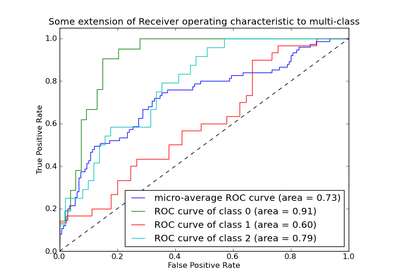 Some extension of Receiver operating characteristic to multi-class
1.0
0.8
0.6
0.4
0.2
0.0
True Positive Rate
micro-average ROC curve (area = 0.73)
ROC curve of class 0 (area = 0.91)
ROC curve of class 1 (area = 0.60)
ROC curve of class 2 (area = 0.79)
0.0 0.2 0.4 0.6 0.8 1.0
False Positive Rate